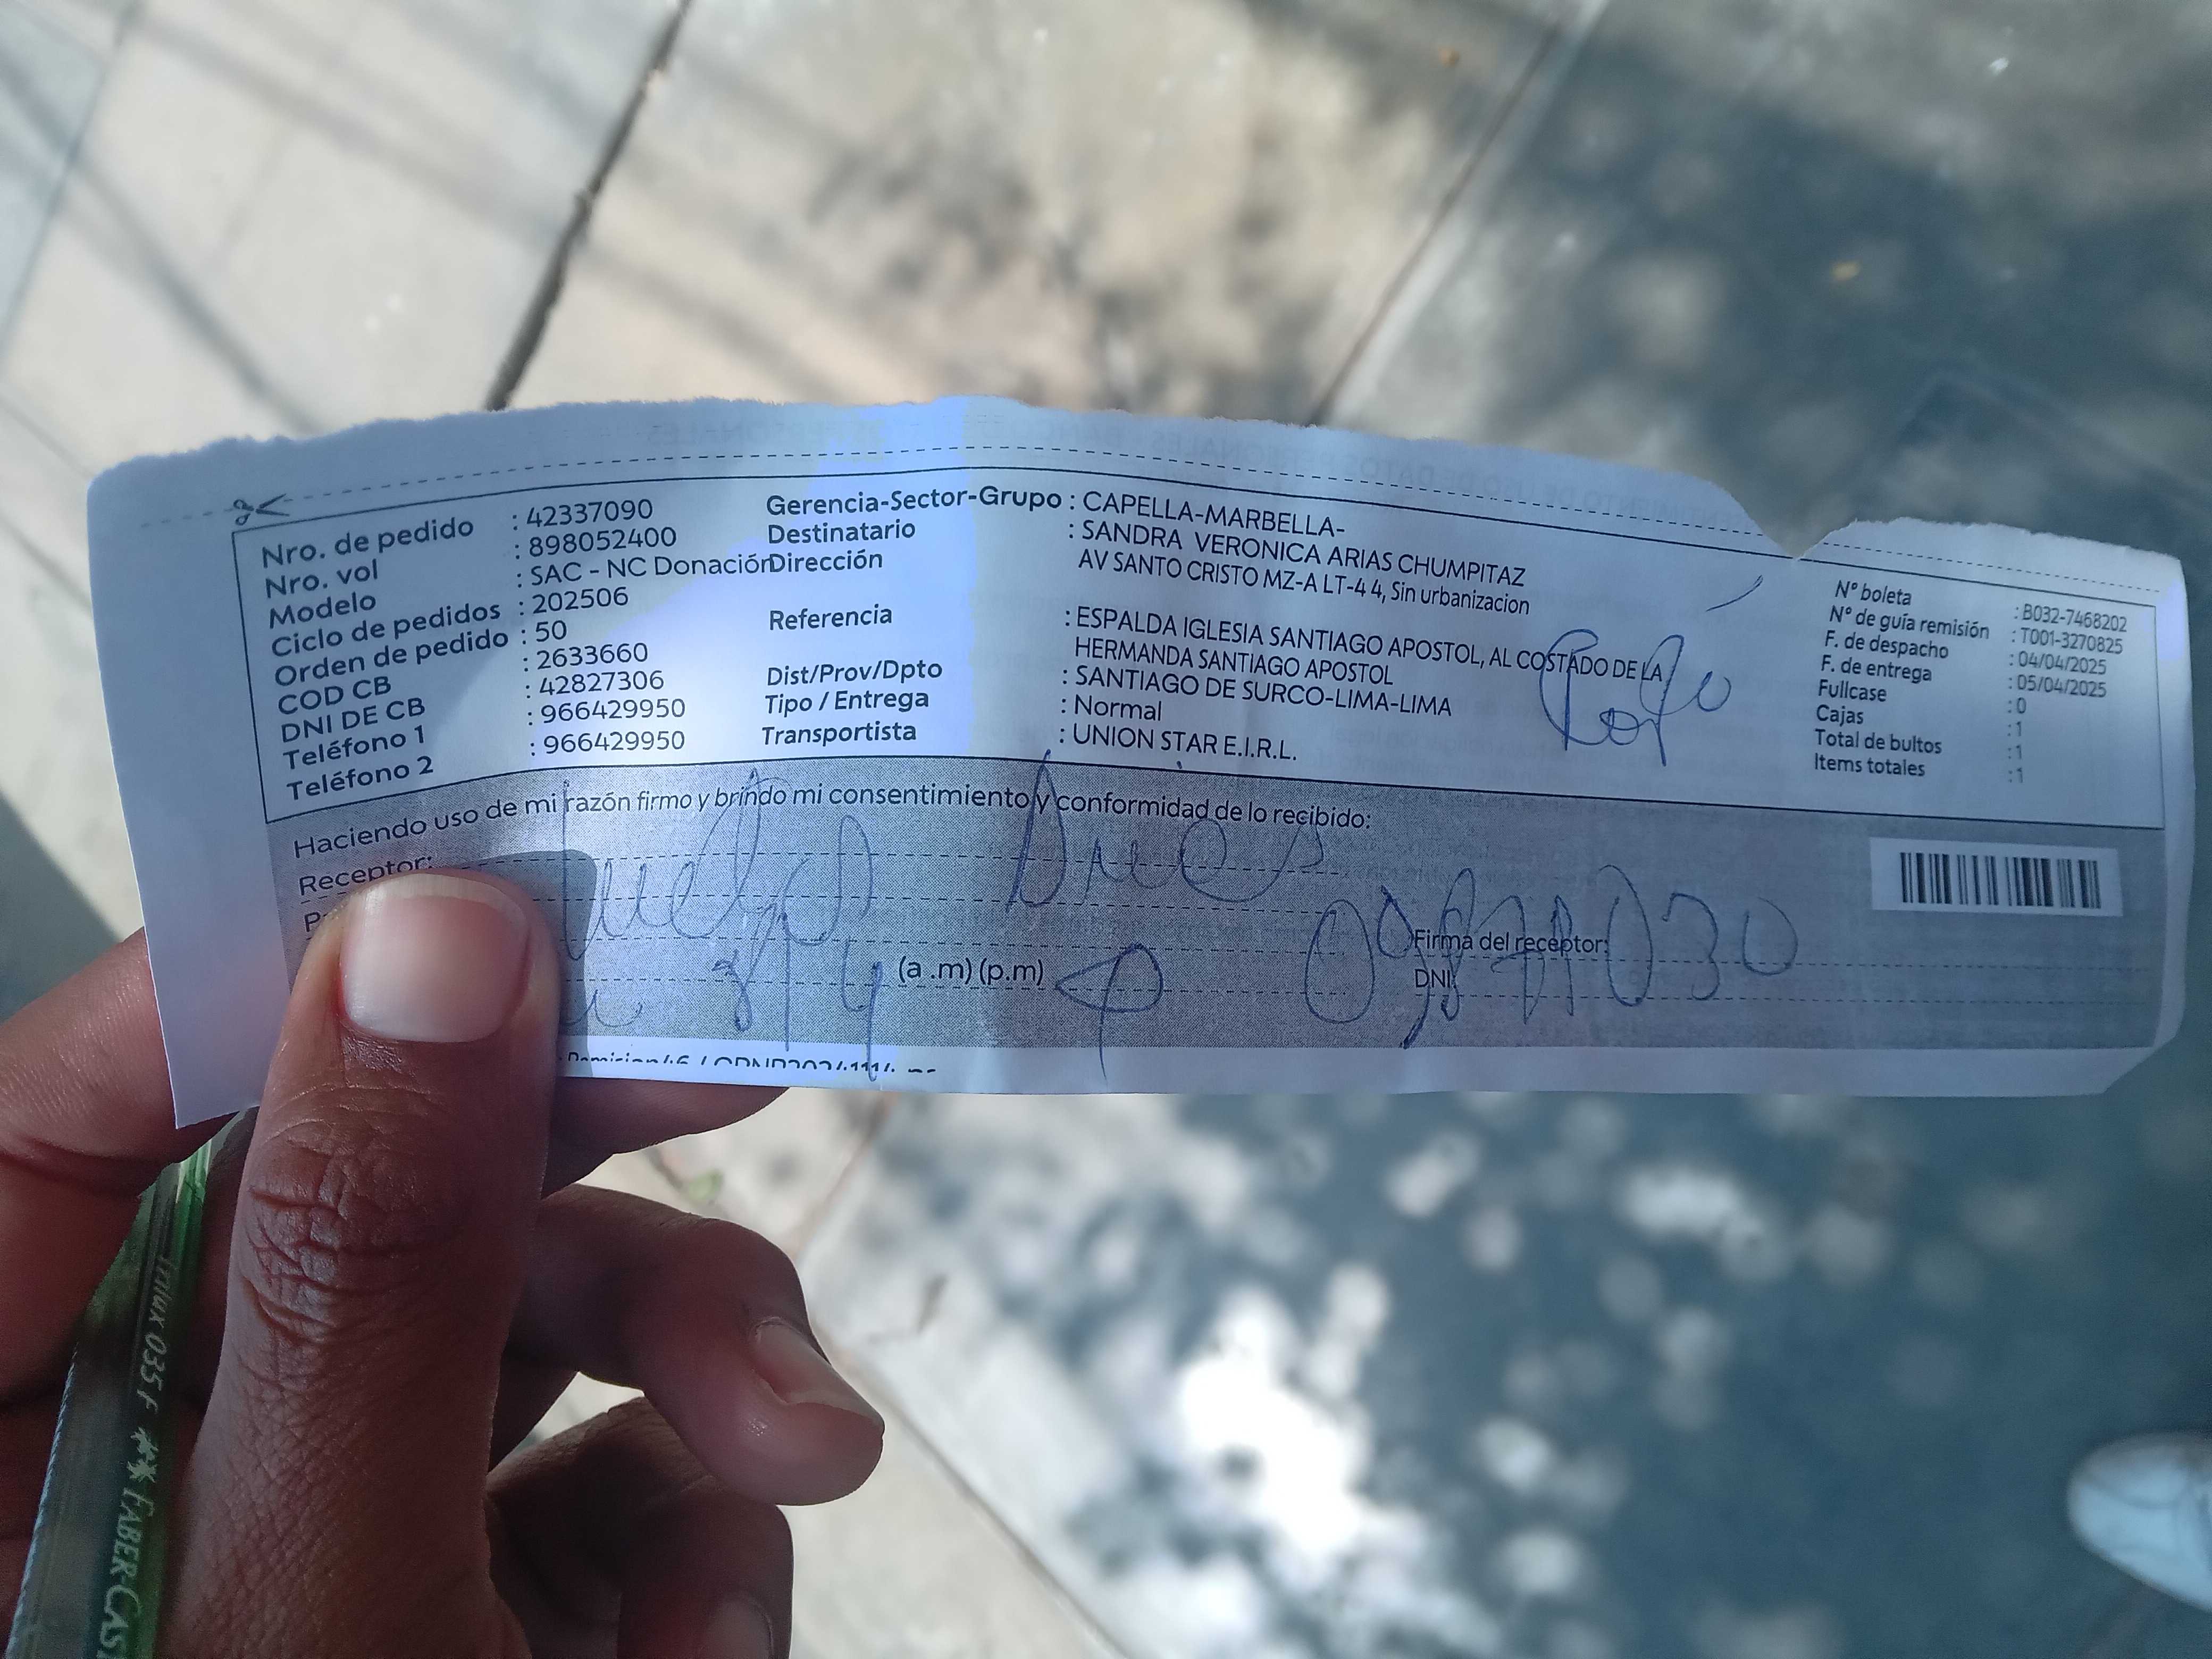 Nro. de pedido : 42337090
Nro. vol : 898052400
Modelo : SAC - NC Donación
Ciclo de pedidos : 202506
Orden de pedido : 50
COD CB : 2633660
DNI DE CB : 42827306
Teléfono 1 : 966429950
Teléfono 2 : 966429950
Gerencia-Sector-Grupo : CAPELLA-MARBELLA-
Destinatario : SANDRA VERONICA ARIAS CHUMPITAZ
Dirección AV SANTO CRISTO MZ-A LT-4 4, Sin urbanizacion
Referencia : ESPALDA IGLESIA SANTIAGO APOSTOL, AL COSTADO DE LA
HERMANDA SANTIAGO APOSTOL
Dist/Prov/Dpto : SANTIAGO DE SURCO-LIMA-LIMA
Tipo / Entrega : Normal
Transportista : UNION STAR E.I.R.L.
N° boleta : B032-7468202
N° de guía remisión : T001-3270825
F. de despacho : 04/04/2025
F. de entrega : 05/04/2025
Fullcase : 0
Cajas : 1
Total de bultos : 1
Items totales : 1
Haciendo uso de mi razón firmo y brindo mi consentimiento y conformidad de lo recibido:
Receptor:
(a .m) (p.m)
Firma del receptor:
DNI:
Trilux 035 F FABER-CAS